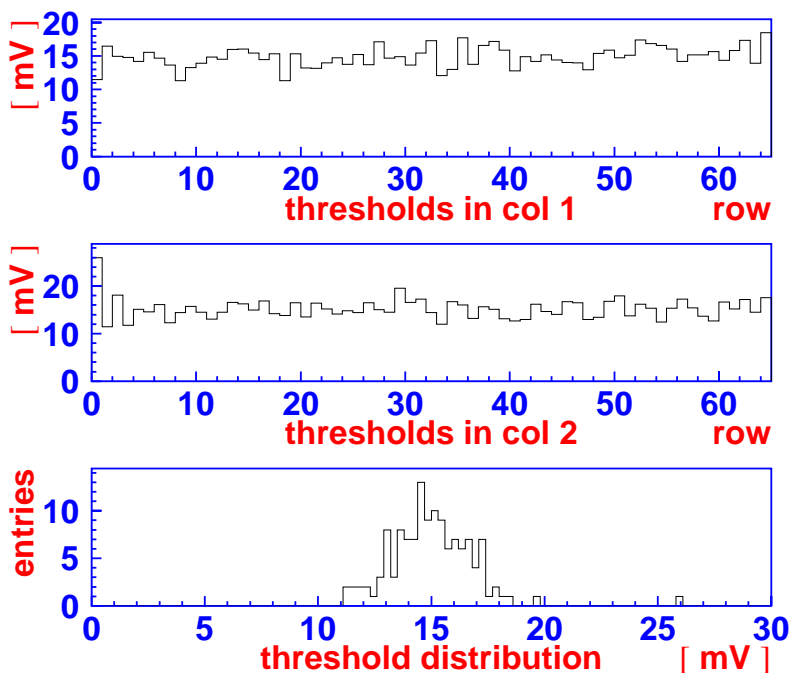 [ mV ]
20
15
10
5
0
0 10 20 30 40 50 60
thresholds in col 1 row
[ mV ]
20
10
0
0 10 20 30 40 50 60
thresholds in col 2 row
entries
10
5
0
0 5 10 15 20 25 30
threshold distribution [ mV ]